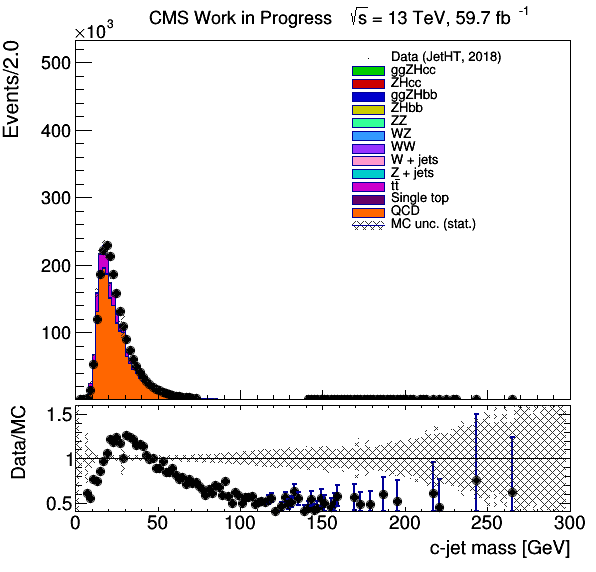 CMS Work in Progress √s = 13 TeV, 59.7 fb -1
×10³
Events/2.0
500
400
300
200
100
Data (JetHT, 2018)
ggZHcc
ZHcc
ggZHbb
ZHbb
ZZ
WZ
WW
W + jets
Z + jets
tt̄
Single top
QCD
MC unc. (stat.)
Data/MC
1.5
1
0.5
0 50 100 150 200 250 300
c-jet mass [GeV]